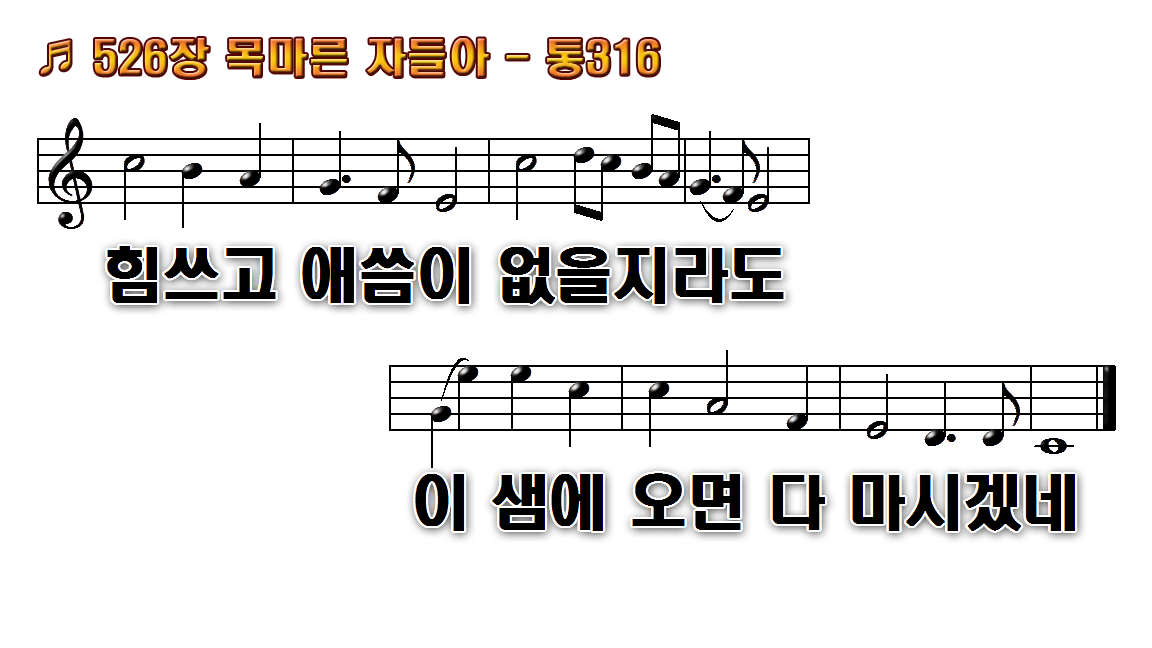 ♬ 526장 목마른 자들아 - 통316
힘쓰고 애씀이 없을지라도
이 샘에 오면 다 마시겠네